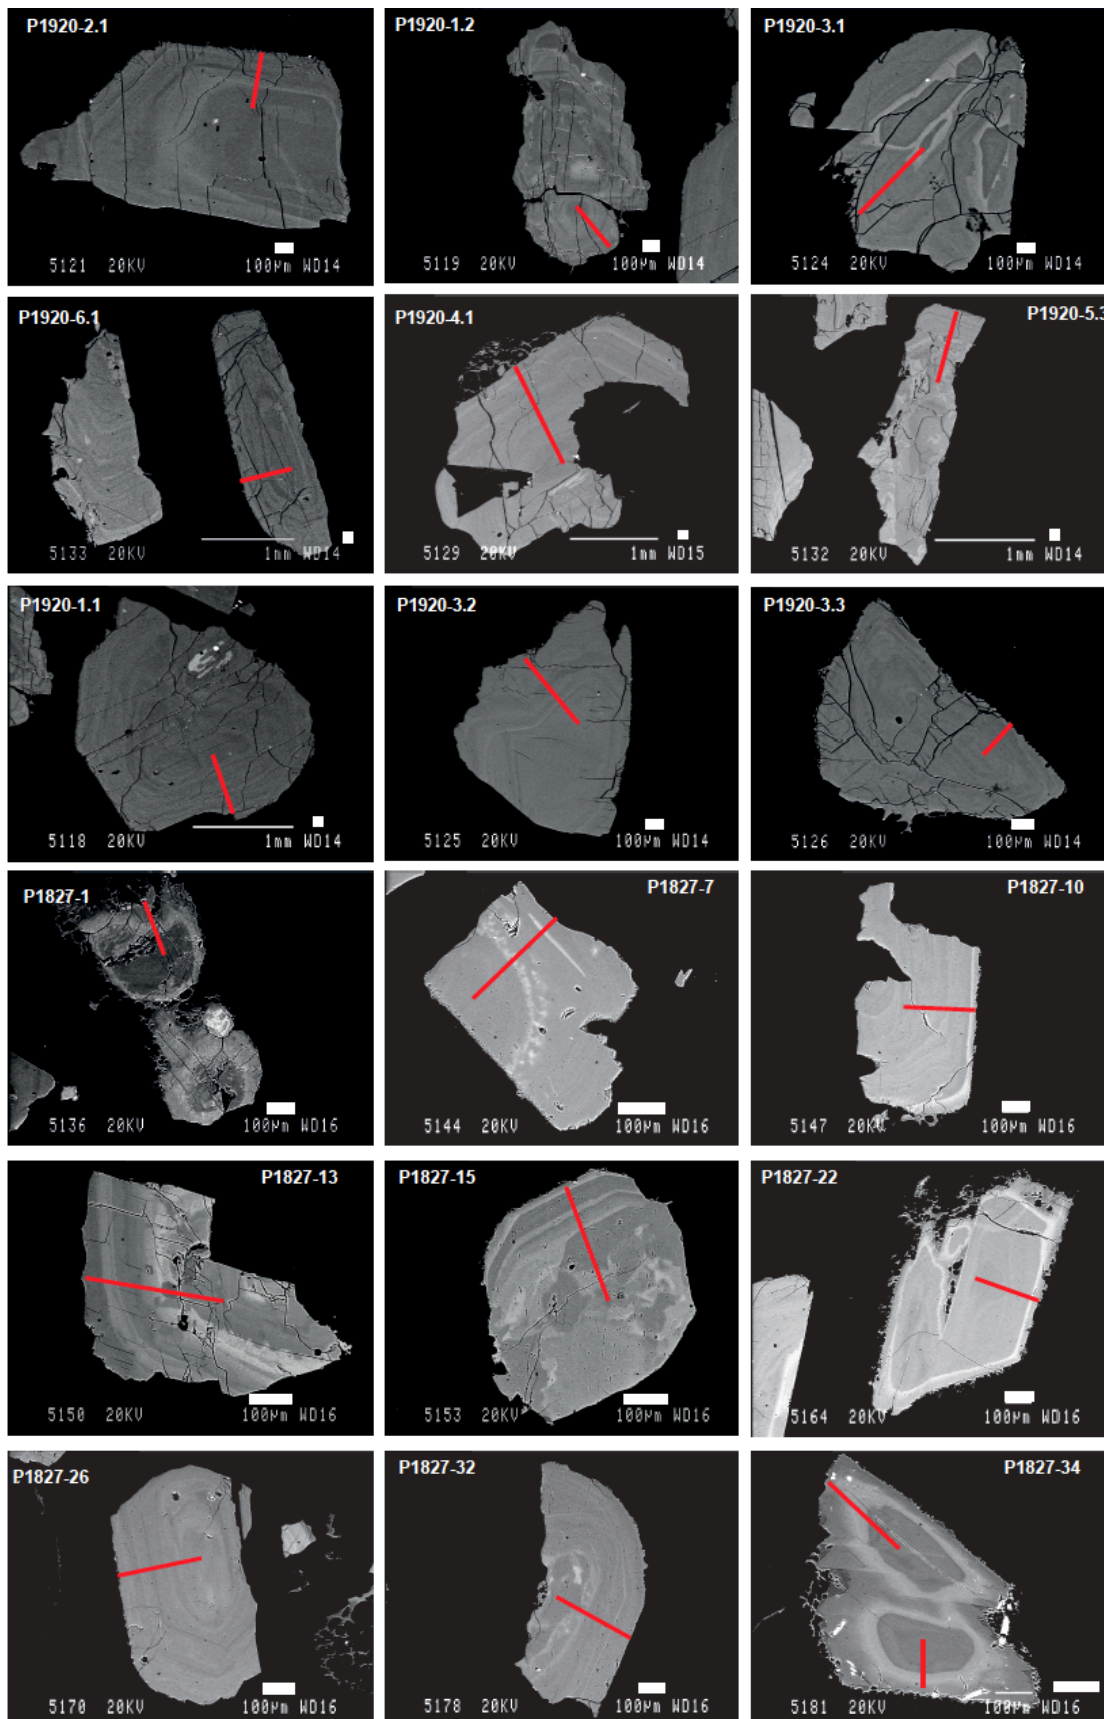 P1920-2.1
5121 20KV 100µm WD14
P1920-1.2
5119 20KV 100µm WD14
P1920-3.1
5124 20KV 100µm WD14
P1920-6.1
5133 20KV 1mm WD14
P1920-4.1
5129 20KV 1mm WD15
P1920-5.3
5132 20KV 1mm WD14
P1920-1.1
5118 20KV 1mm WD14
P1920-3.2
5125 20KV 100µm WD14
P1920-3.3
5126 20KV 100µm WD14
P1827-1
5136 20KV 100µm WD16
P1827-7
5144 20KV 100µm WD16
P1827-10
5147 20KV 100µm WD16
P1827-13
5150 20KV 100µm WD16
P1827-15
5153 20KV 100µm WD16
P1827-22
5164 20KV 100µm WD16
P1827-26
5170 20KV 100µm WD16
P1827-32
5178 20KV 100µm WD16
P1827-34
5181 20KV 100µm WD16